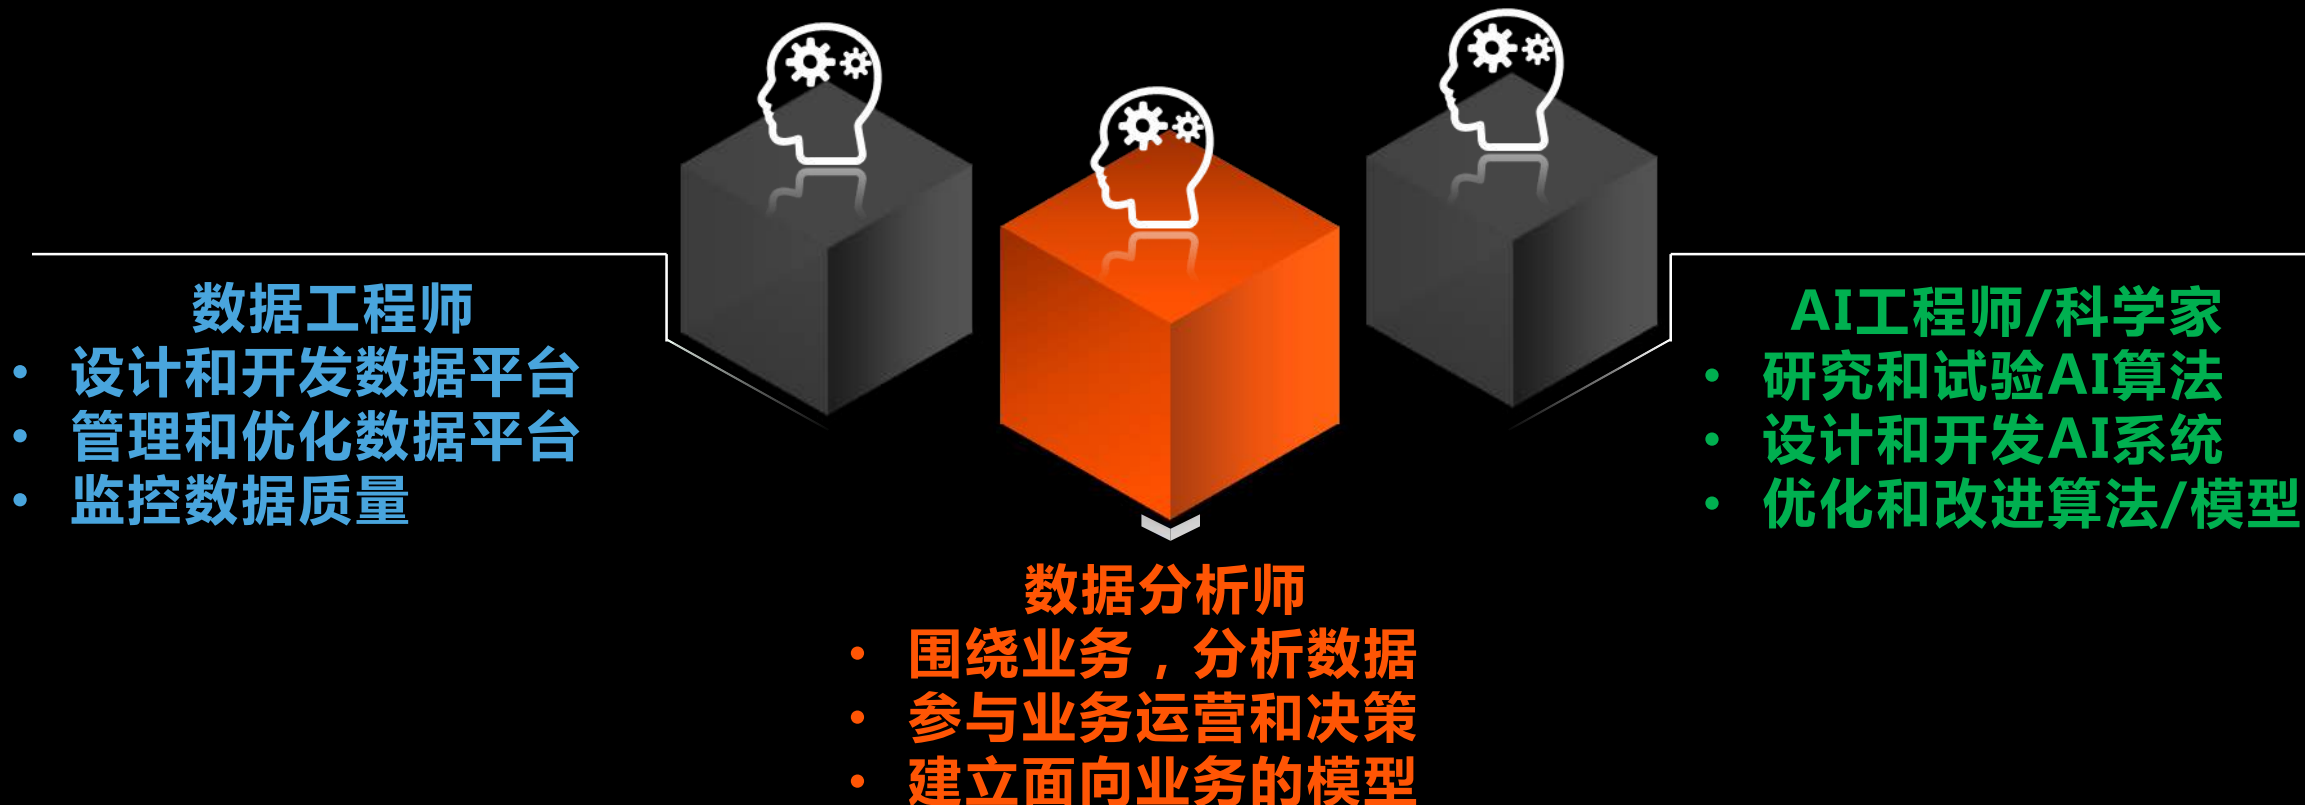 数据工程师
• 设计和开发数据平台
• 管理和优化数据平台
• 监控数据质量
数据分析师
• 围绕业务，分析数据
• 参与业务运营和决策
• 建立面向业务的模型
AI工程师/科学家
• 研究和试验AI算法
• 设计和开发AI系统
• 优化和改进算法/模型